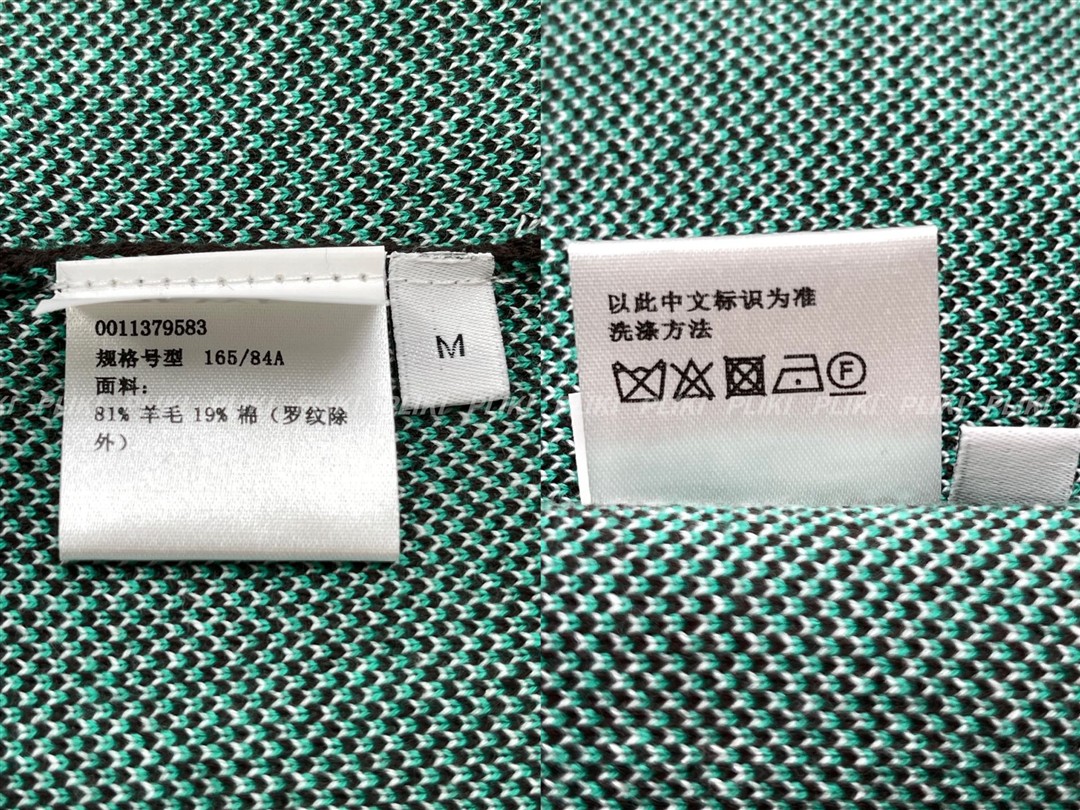 0011379583
规格号型 165/84A
面料:
81% 羊毛 19% 棉（罗纹除
外）
M
以此中文标识为准
洗涤方法
F